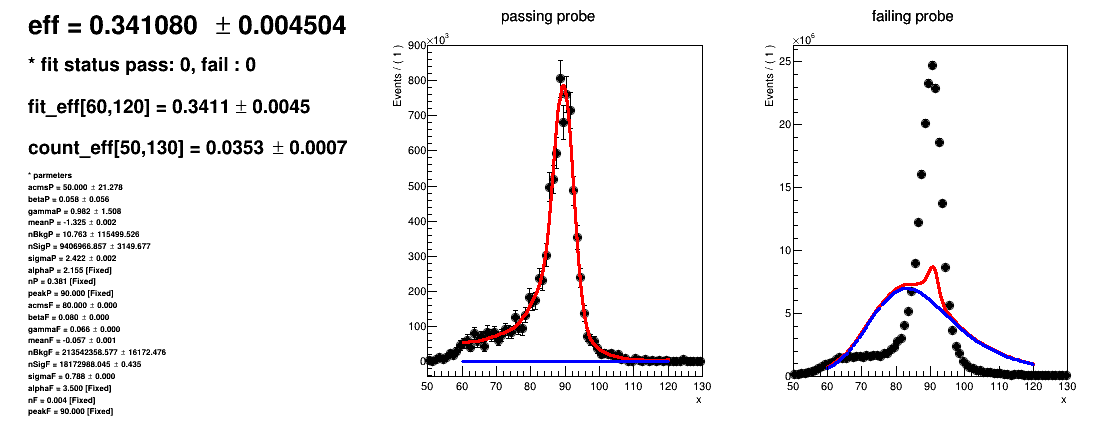 eff = 0.341080 ± 0.004504
* fit status pass: 0, fail : 0
fit_eff[60,120] = 0.3411 ± 0.0045
count_eff[50,130] = 0.0353 ± 0.0007
* parmeters
acmsP = 50.000 ± 21.278
betaP = 0.058 ± 0.056
gammaP = 0.982 ± 1.508
meanP = -1.325 ± 0.002
nBkgP = 10.763 ± 115499.526
nSigP = 9406966.857 ± 3149.677
sigmaP = 2.422 ± 0.002
alphaP = 2.155 [Fixed]
nP = 0.381 [Fixed]
peakP = 90.000 [Fixed]
acmsF = 80.000 ± 0.000
betaF = 0.080 ± 0.000
gammaF = 0.066 ± 0.000
meanF = -0.057 ± 0.001
nBkgF = 213542358.577 ± 16172.476
nSigF = 18172988.045 ± 0.435
sigmaF = 0.788 ± 0.000
alphaF = 3.500 [Fixed]
nF = 0.004 [Fixed]
peakF = 90.000 [Fixed]
passing probe
×10³
Events / ( 1 )
900
800
700
600
500
400
300
200
100
0
50 60 70 80 90 100 110 120 130
x
failing probe
×10⁶
Events / ( 1 )
25
20
15
10
5
0
50 60 70 80 90 100 110 120 130
x